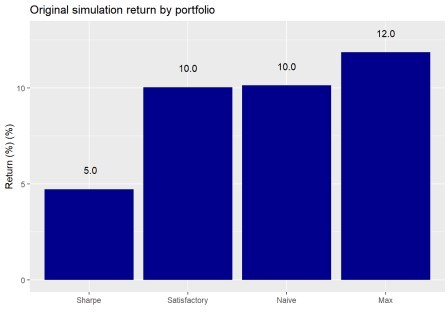 Original simulation return by portfolio
12.0
10.0
10.0
5.0
10
5
0
Return (%) (%)
Sharpe
Satisfactory
Naive
Max